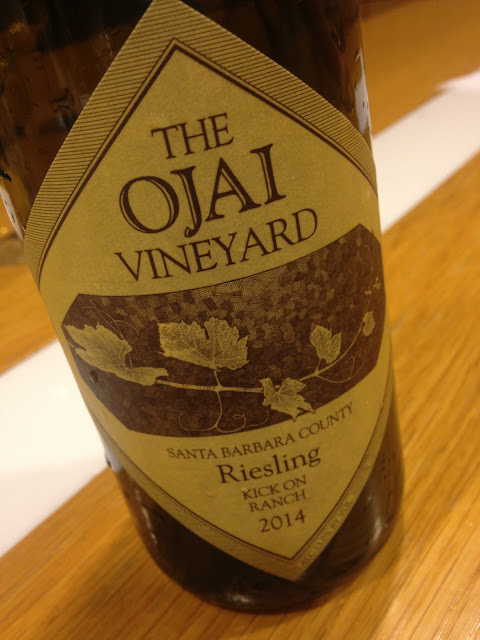 THE
OJAI
VINEYARD
SANTA BARBARA COUNTY
Riesling
KICK ON
RANCH
2014